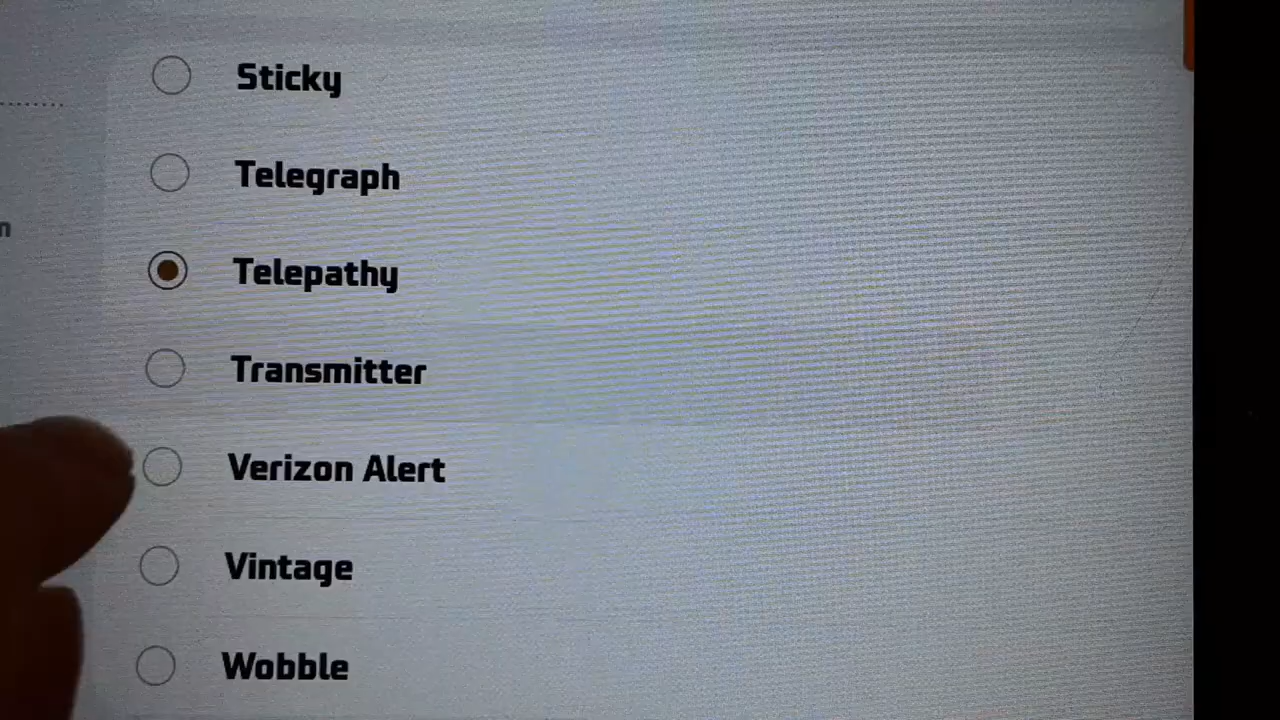 Sticky
Telegraph
Telepathy
Transmitter
Verizon Alert
Vintage
Wobble